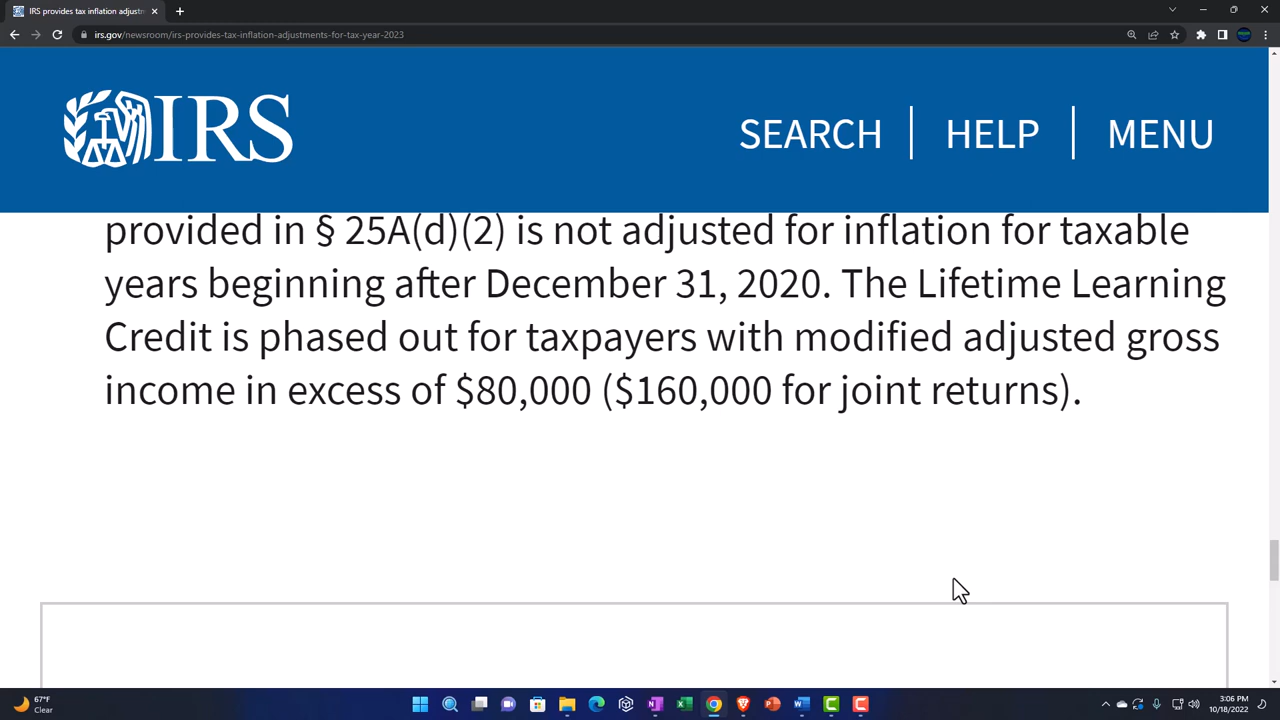 IRS provides tax inflation adjustm
irs.gov/newsroom/irs-provides-tax-inflation-adjustments-for-tax-year-2023
IRS
SEARCH | HELP | MENU
provided in § 25A(d)(2) is not adjusted for inflation for taxable
years beginning after December 31, 2020. The Lifetime Learning
Credit is phased out for taxpayers with modified adjusted gross
income in excess of $80,000 ($160,000 for joint returns).
67°F
Clear
3:06 PM
10/18/2022